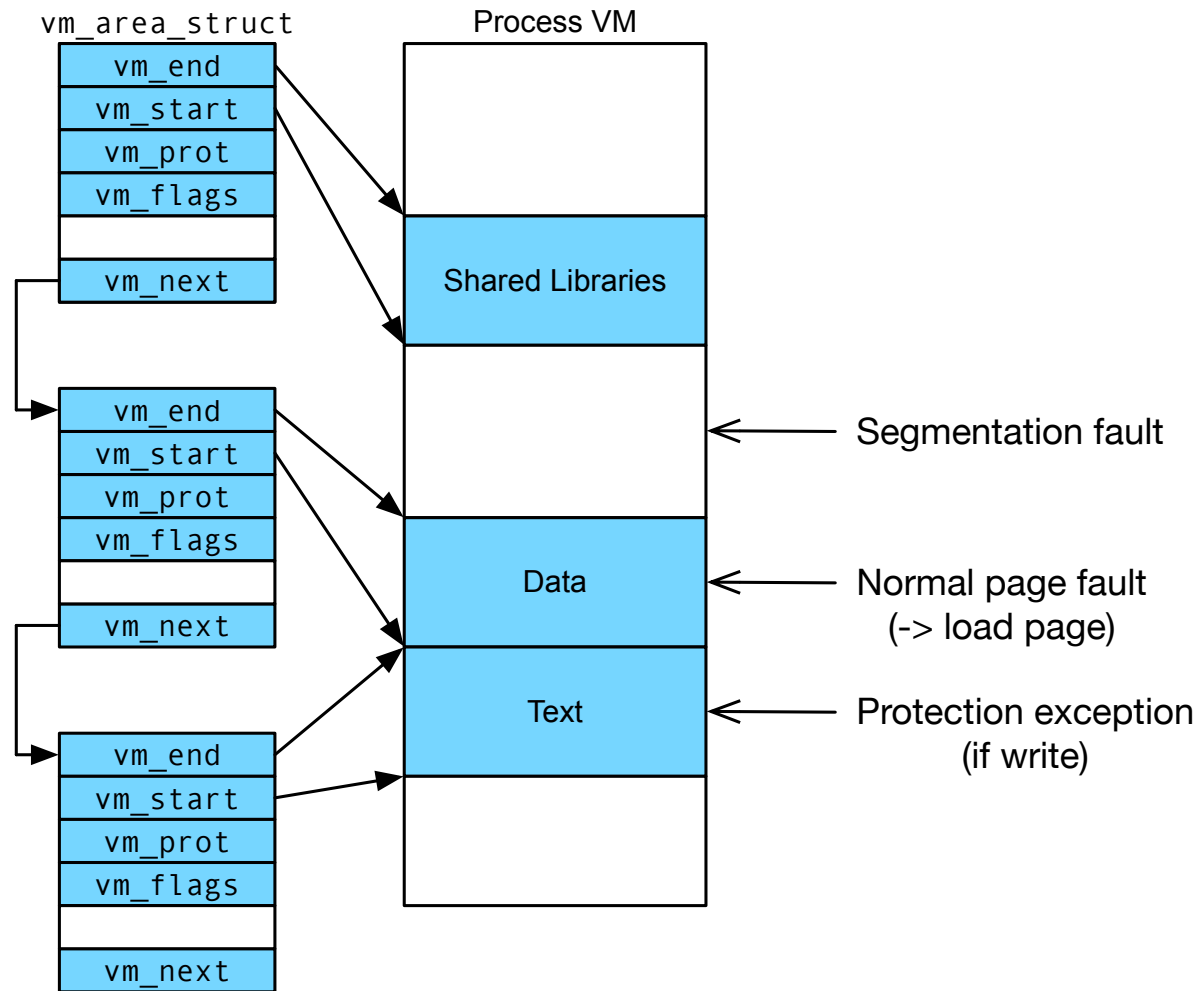 vm_area_struct
vm_end
vm_start
vm_prot
vm_flags
vm_next
vm_end
vm_start
vm_prot
vm_flags
vm_next
vm_end
vm_start
vm_prot
vm_flags
vm_next
Process VM
Shared Libraries
Data
Text
Segmentation fault
Normal page fault
(-> load page)
Protection exception
(if write)